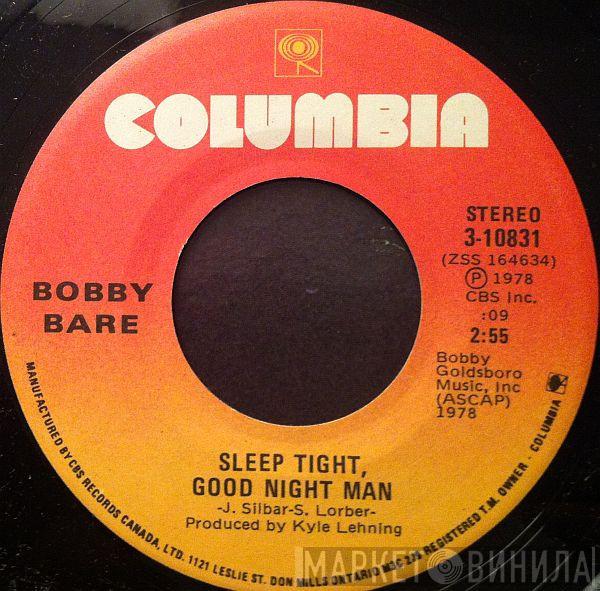 COLUMBIA
BOBBY
BARE
STEREO
3-10831
(ZSS 164634)
Ⓟ 1978
CBS Inc.
:09
2:55
Bobby
Goldsboro
Music, Inc
(ASCAP)
1978
SLEEP TIGHT,
GOOD NIGHT MAN
-J. Silbar-S. Lorber-
Produced by Kyle Lehning
MANUFACTURED BY CBS RECORDS CANADA, LTD. 1121 LESLIE ST. DON MILLS ONTARIO M3C 2J9 REGISTERED T.M. OWNER - COLUMBIA
МАРКЕТ ВИНИЛА